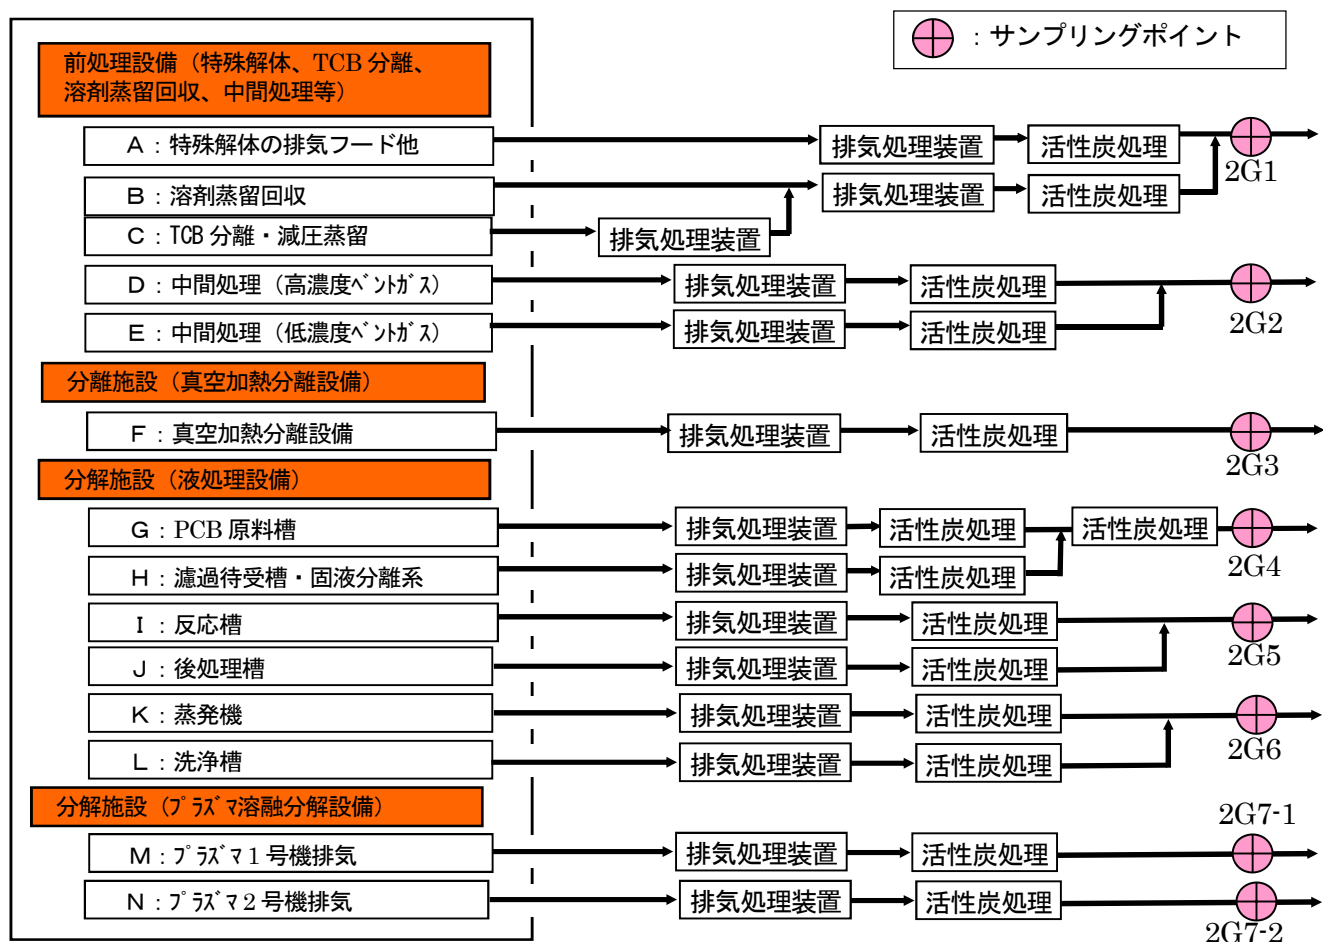 ：サンプリングポイント
前処理設備（特殊解体、TCB 分離、
溶剤蒸留回収、中間処理等）
A：特殊解体の排気フード他
排気処理装置
活性炭処理
2G1
B：溶剤蒸留回収
排気処理装置
活性炭処理
C：TCB 分離・減圧蒸留
排気処理装置
D：中間処理（高濃度ﾍﾞﾝﾄｶﾞｽ）
排気処理装置
活性炭処理
2G2
E：中間処理（低濃度ﾍﾞﾝﾄガス）
排気処理装置
活性炭処理
分離施設（真空加熱分離設備）
F：真空加熱分離設備
排気処理装置
活性炭処理
2G3
分解施設（液処理設備）
G：PCB 原料槽
排気処理装置
活性炭処理
活性炭処理
2G4
H：濾過待受槽・固液分離系
排気処理装置
活性炭処理
I：反応槽
排気処理装置
活性炭処理
2G5
J：後処理槽
排気処理装置
活性炭処理
K：蒸発機
排気処理装置
活性炭処理
2G6
L：洗浄槽
排気処理装置
活性炭処理
分解施設（ﾌﾟﾗｽﾞﾏ溶融分解設備）
2G7-1
M：ﾌﾟﾗｽﾞﾏ 1 号機排気
排気処理装置
活性炭処理
N：ﾌﾟﾗｽﾞﾏ 2 号機排気
排気処理装置
活性炭処理
2G7-2